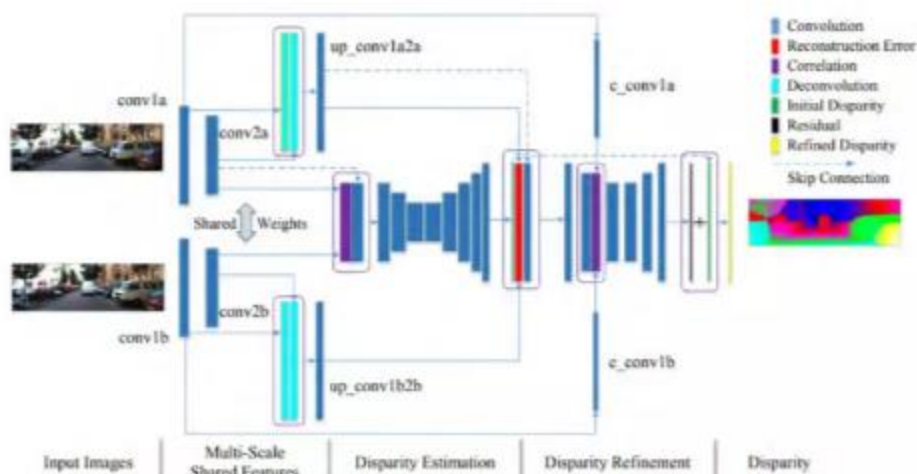 conv1a
conv2a
up_conv1a2a
c_conv1a
Shared Weights
conv2b
conv1b
up_conv1b2b
c_conv1b
Convolution
Reconstruction Error
Correlation
Deconvolution
Initial Disparity
Residual
Refined Disparity
Skip Connection
+
Input Images
Multi-Scale
Shared Features
Disparity Estimation
Disparity Refinement
Disparity